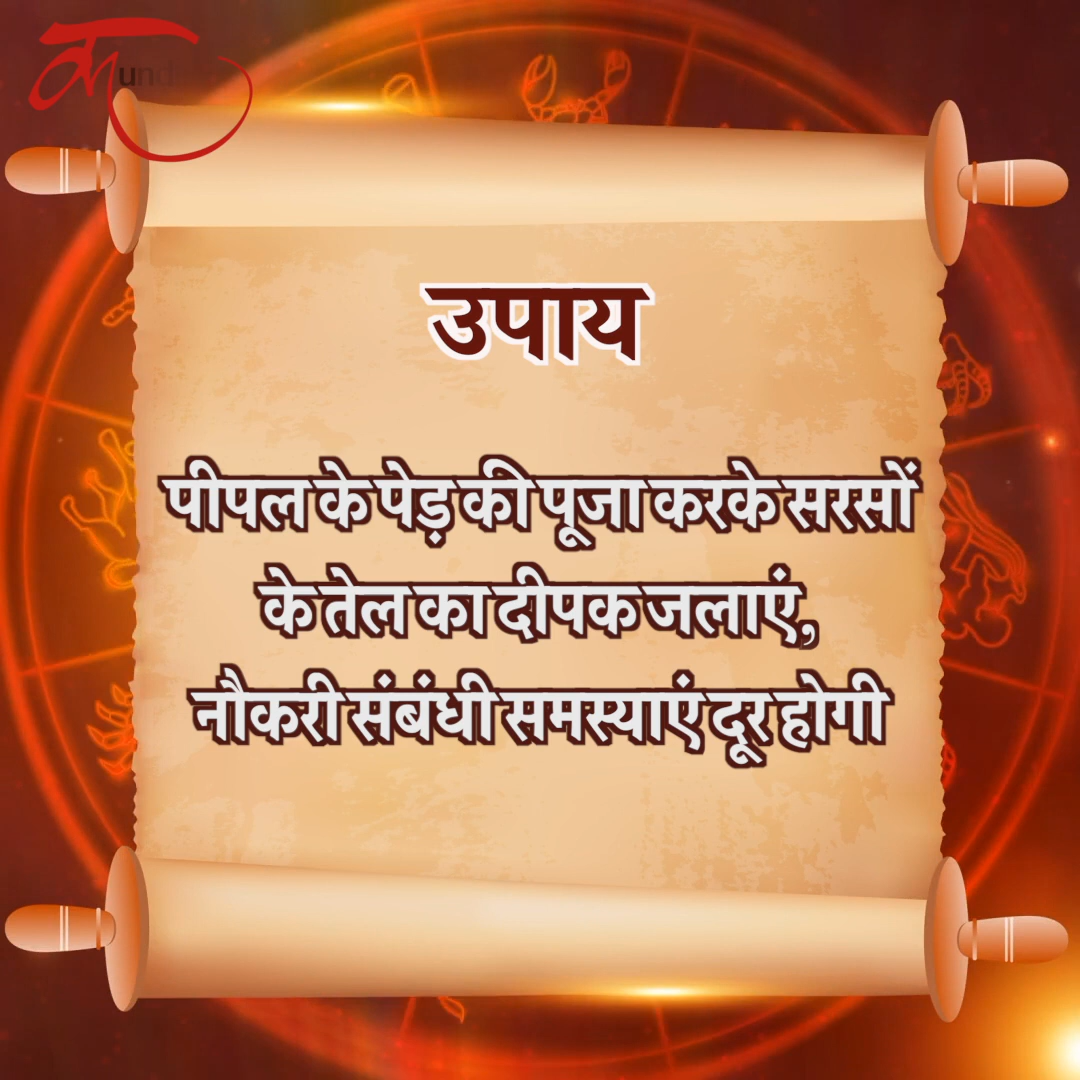 उपाय
पीपल के पेड़ की पूजा करके सरसों
के तेल का दीपक जलाएं,
नौकरी संबंधी समस्याएं दूर होगी